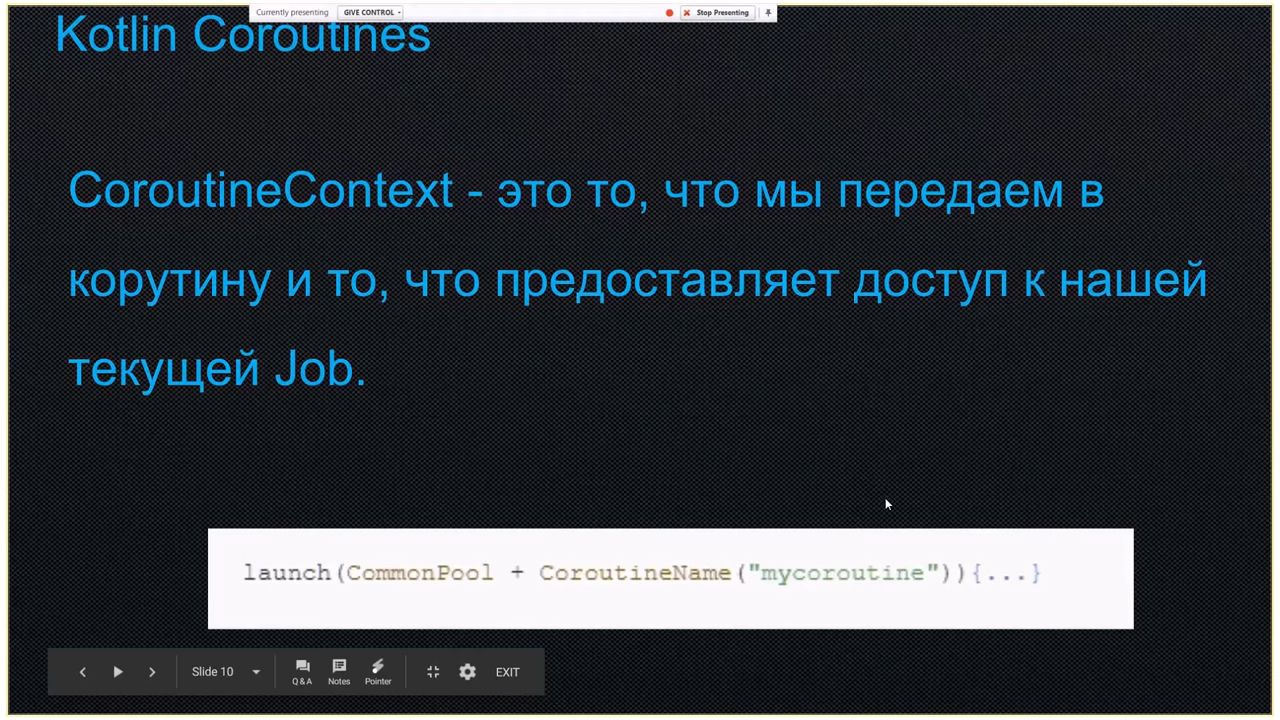 Currently presenting GIVE CONTROL Stop Presenting
Kotlin Coroutines
CoroutineContext - это то, что мы передаем в
корутину и то, что предоставляет доступ к нашей
текущей Job.
launch(CommonPool + CoroutineName("mycoroutine")){...}
Slide 10 Q & A Notes Pointer EXIT